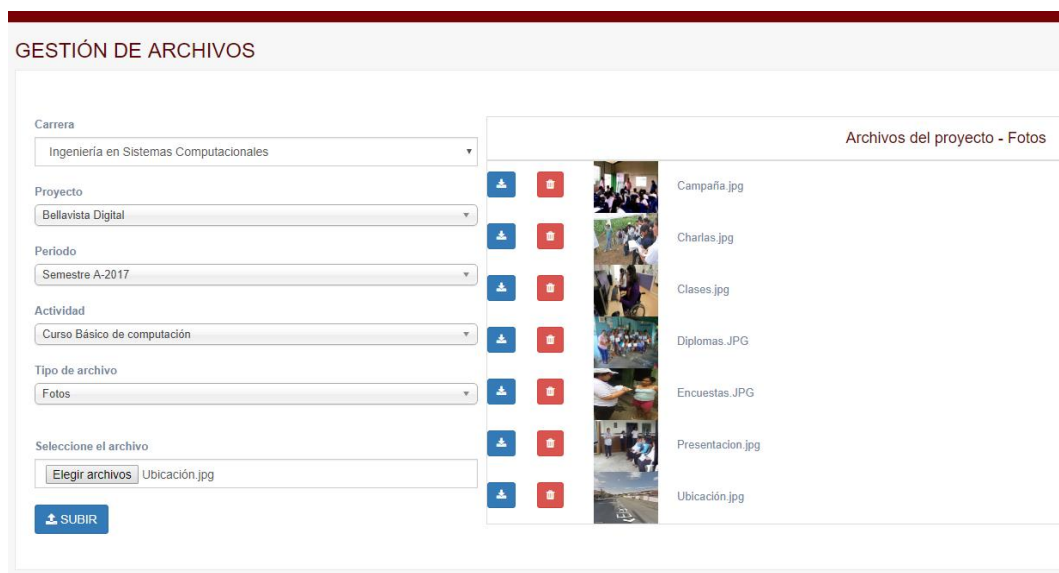 GESTIÓN DE ARCHIVOS
Carrera
Ingeniería en Sistemas Computacionales
Proyecto
Bellavista Digital
Periodo
Semestre A-2017
Actividad
Curso Básico de computación
Tipo de archivo
Fotos
Seleccione el archivo
Elegir archivos Ubicación.jpg
SUBIR
Archivos del proyecto - Fotos
Campaña.jpg
Charlas.jpg
Clases.jpg
Diplomas.JPG
Encuestas.JPG
Presentacion.jpg
Ubicación.jpg